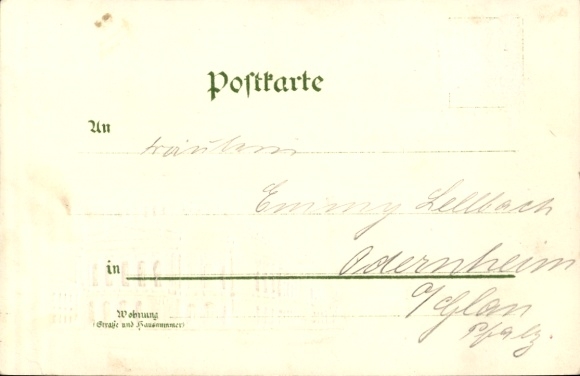 Postkarte
An Fräulein
Emmy Lellbach
in Odernheim
a/Glan
Pfalz.
Wohnung
(Straße und Hausnummer)